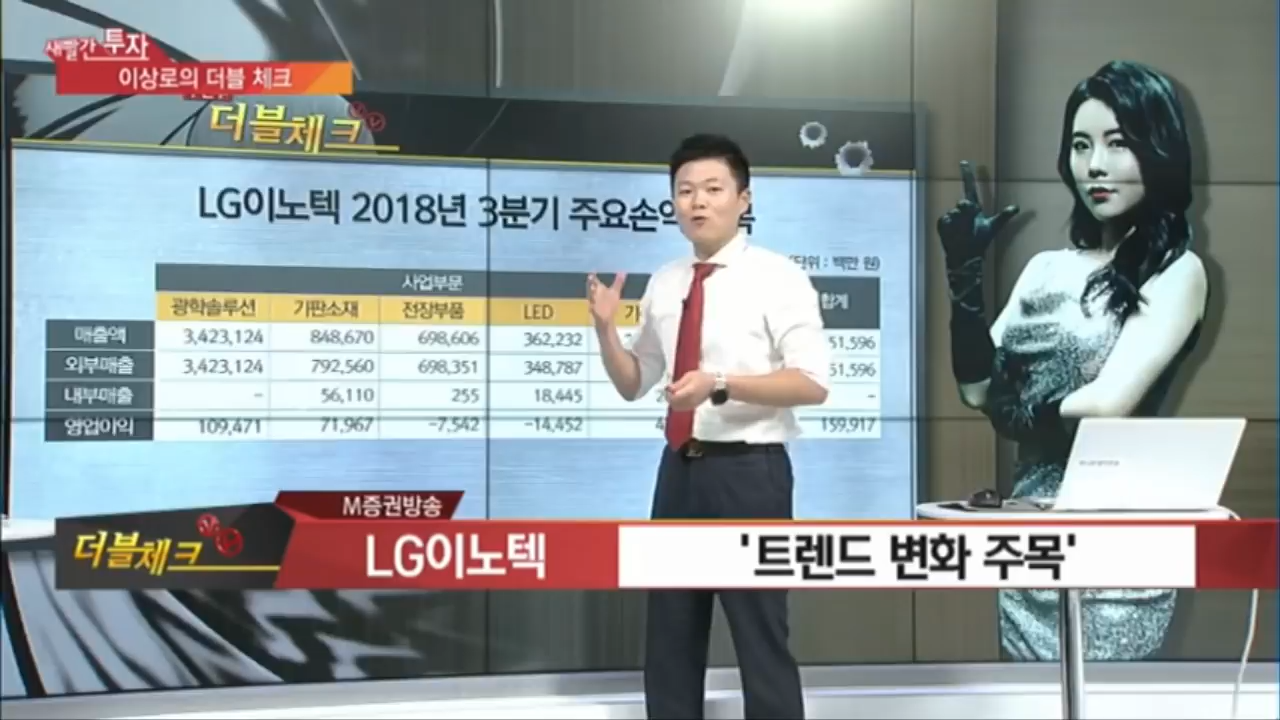 새빨간 투자
이상로의 더블 체크
더블체크
LG이노텍 2018년 3분기 주요손익
(단위 : 백만 원)
사업부문
광학솔루션 기판소재 전장부품 LED 합계
매출액 3,423,124 848,670 698,606 362,232 51,596
외부매출 3,423,124 792,560 698,351 348,787 51,596
내부매출 - 56,110 255 18,445 -
영업이익 109,471 71,967 -7,542 -14,452 159,917
M증권방송
더블체크 LG이노텍 '트렌드 변화 주목'